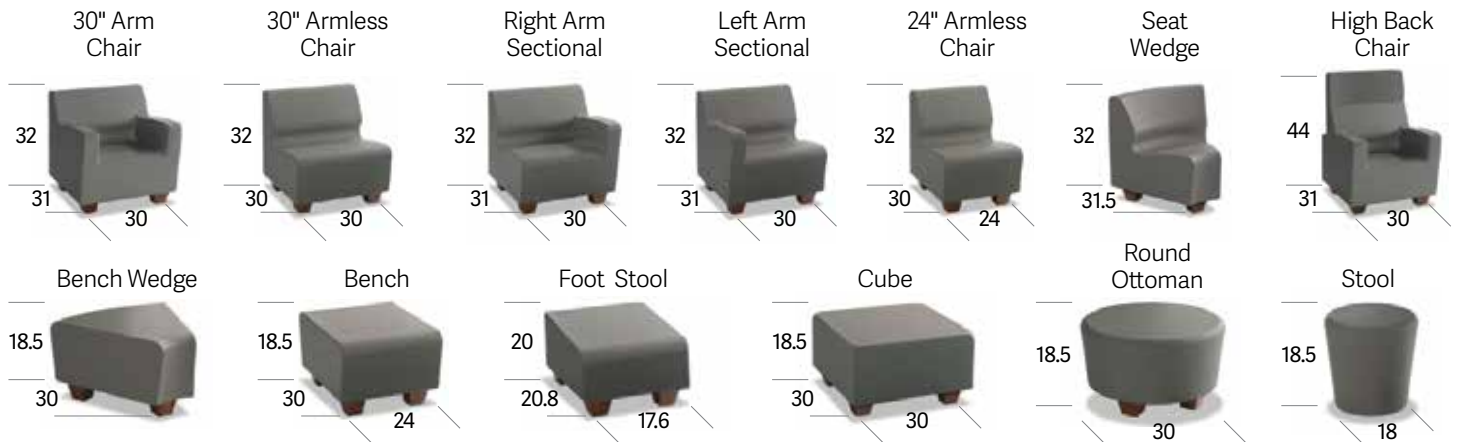 30" Arm
Chair
30" Armless
Chair
Right Arm
Sectional
Left Arm
Sectional
24" Armless
Chair
Seat
Wedge
High Back
Chair
32
31
30
32
30
30
32
31
30
32
31
30
32
30
24
32
31.5
44
31
30
Bench Wedge
Bench
Foot Stool
Cube
Round
Ottoman
Stool
18.5
30
18.5
30
24
20
20.8
17.6
18.5
30
30
18.5
30
18.5
18